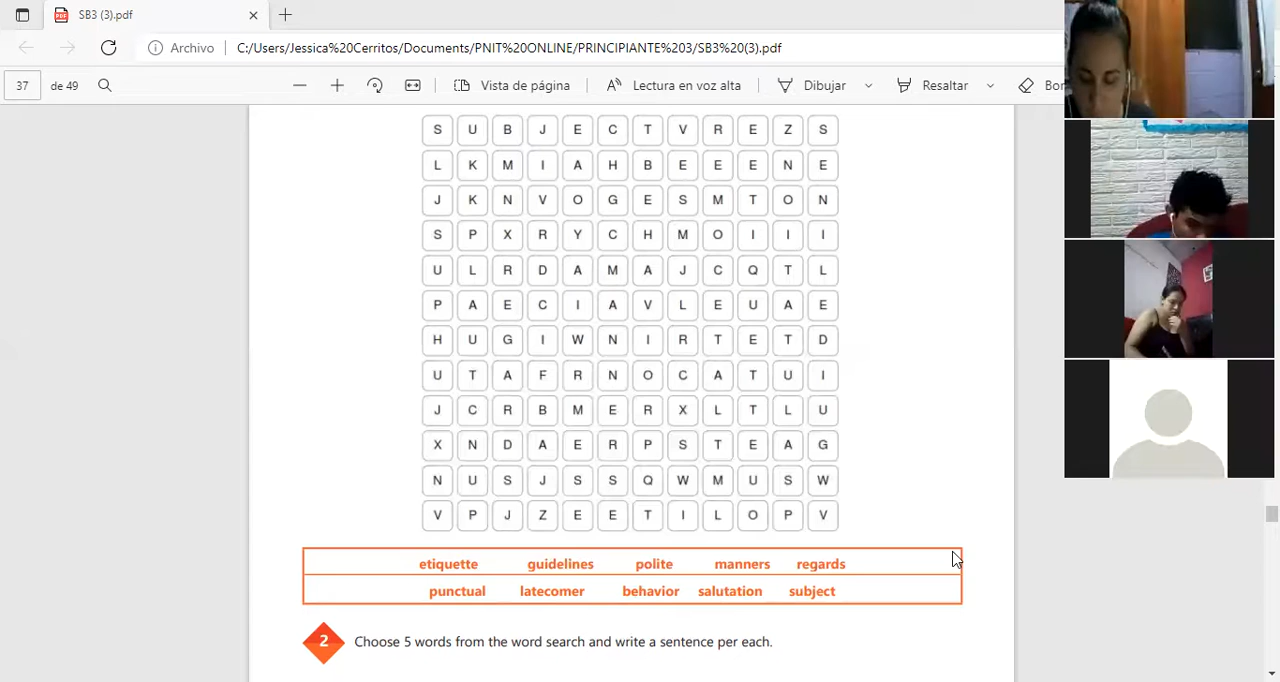 SB3 (3).pdf
Archivo C:/Users/Jessica%20Cerritos/Documents/PNIT%20ONLINE/PRINCIPIANTE%203/SB3%20(3).pdf
37 de 49 Vista de página Lectura en voz alta Dibujar Resaltar Bor
S U B J E C T V R E Z S
L K M I A H B E E E N E
J K N V O G E S M T O N
S P X R Y C H M O I I I
U L R D A M A J C Q T L
P A E C I A V L E U A E
H U G I W N I R T E T D
U T A F R N O C A T U I
J C R B M E R X L T L U
X N D A E R P S T E A G
N U S J S S Q W M U S W
V P J Z E E T I L O P V
etiquette guidelines polite manners regards
punctual latecomer behavior salutation subject
2 Choose 5 words from the word search and write a sentence per each.